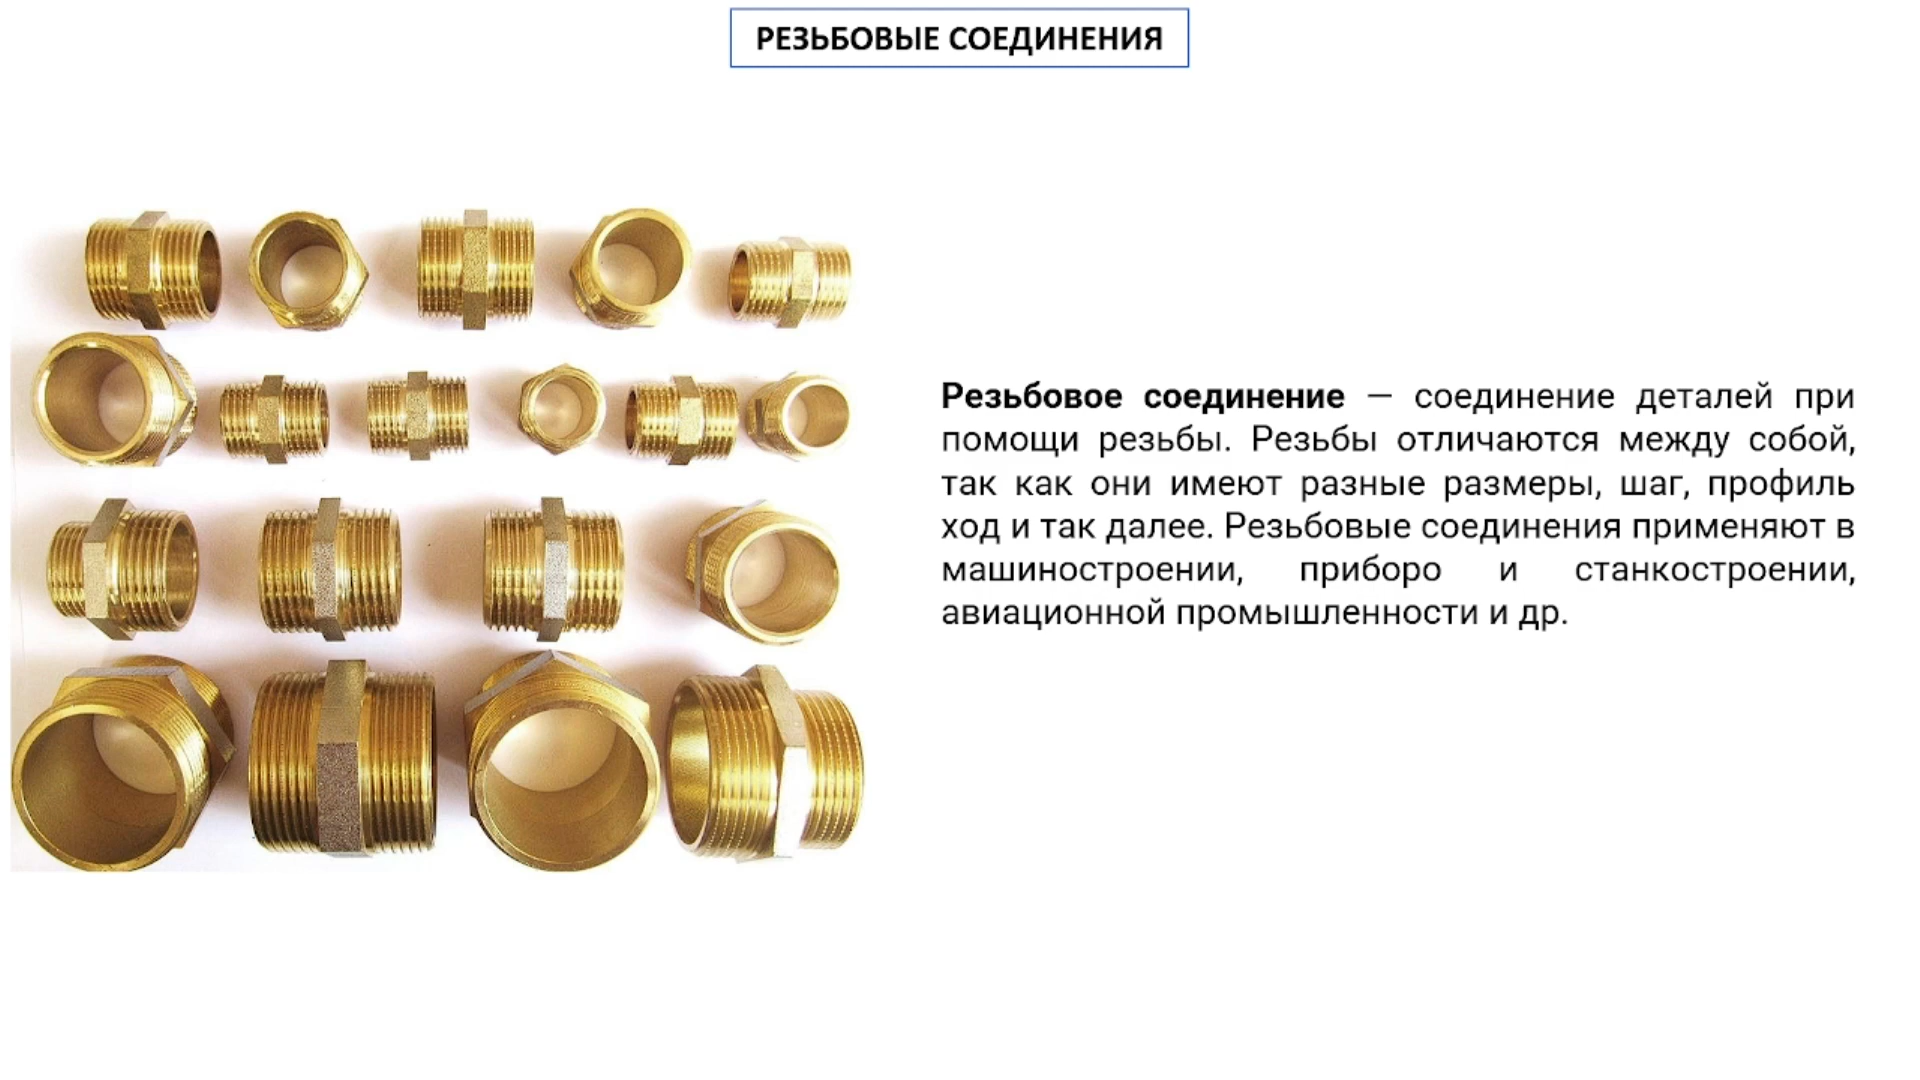 РЕЗЬБОВЫЕ СОЕДИНЕНИЯ
Резьбовое соединение — соединение деталей при
помощи резьбы. Резьбы отличаются между собой,
так как они имеют разные размеры, шаг, профиль
ход и так далее. Резьбовые соединения применяют в
машиностроении, приборо и станкостроении,
авиационной промышленности и др.